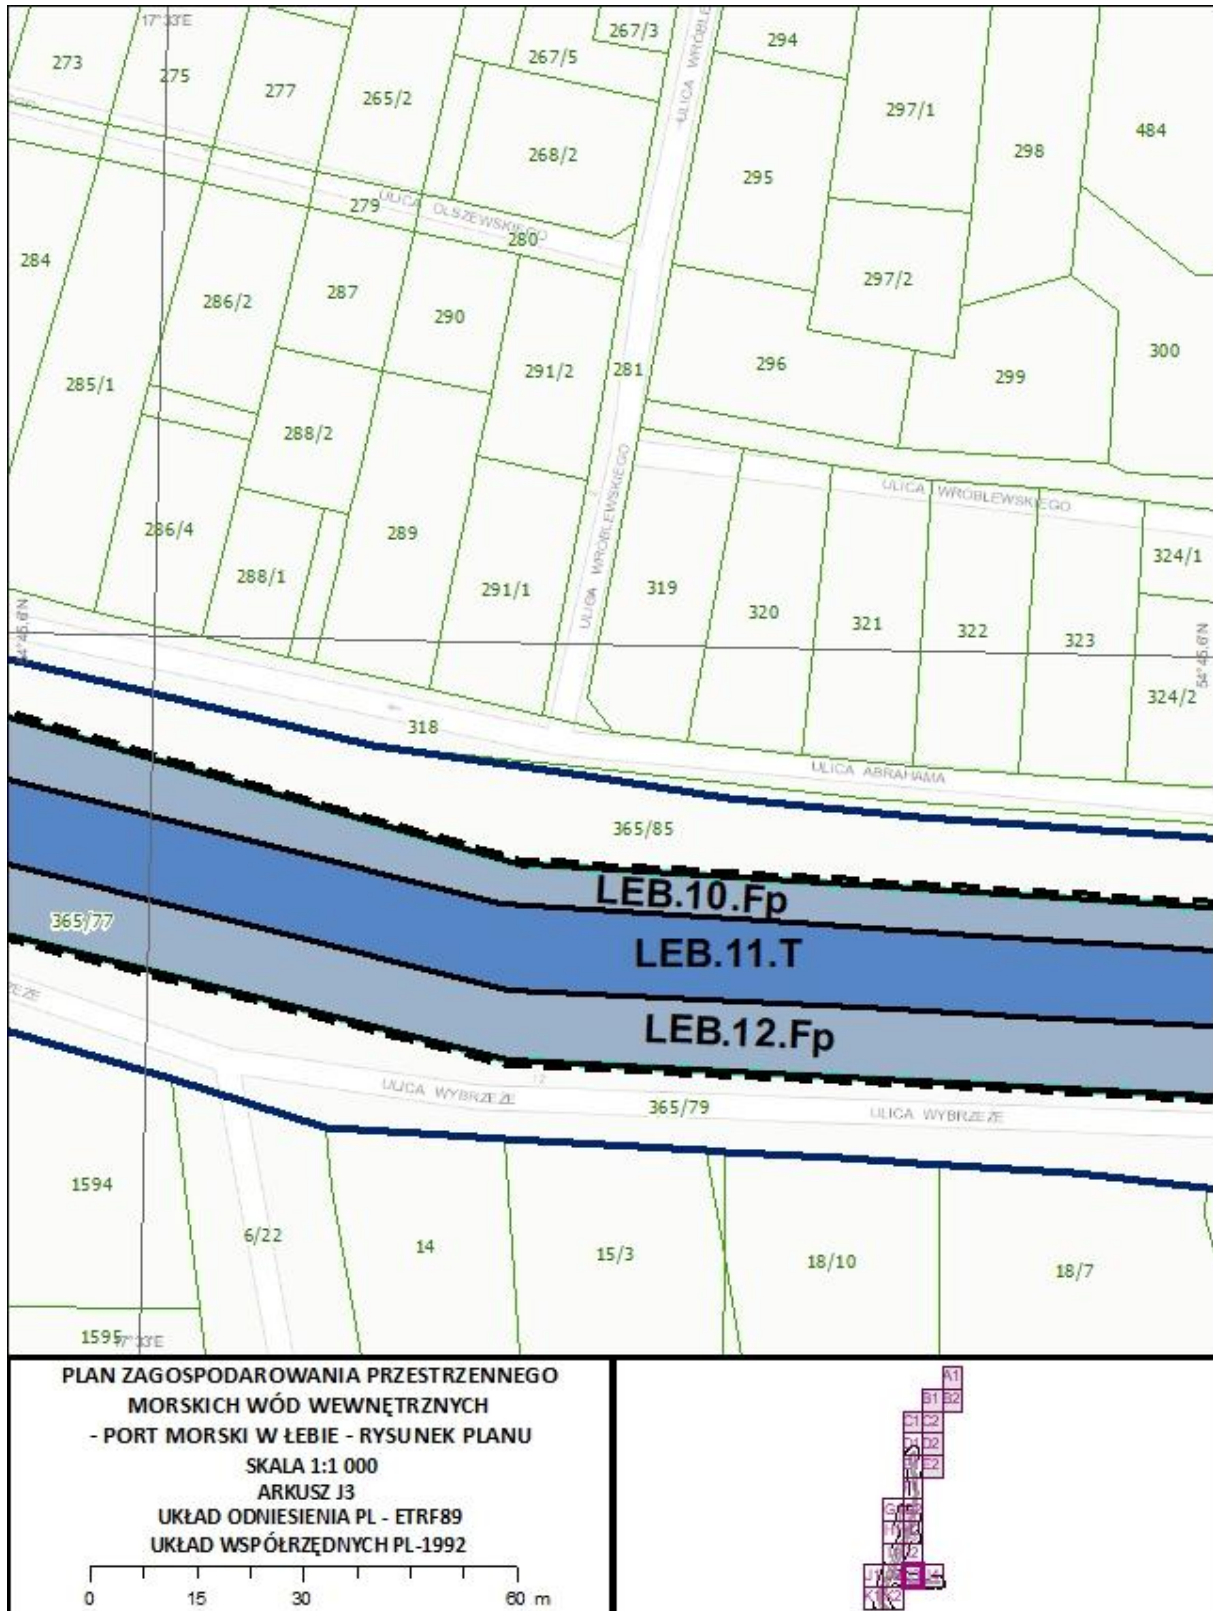 17°33'E
267/3
294
273
275
277
267/5
265/2
297/1
268/2
298
484
295
ULICA WRÓBLE
279
ULICA OLSZEWSKIEGO
280
284
286/2
287
290
297/2
296
281
300
285/1
291/2
299
288/2
ULICA WRÓBLEWSKIEGO
ULICA WRÓBLEWSKIEGO
286/4
289
288/1
291/1
319
320
321
322
323
324/1
324/2
54°45,6'N
54°45,6'N
318
ULICA ABRAHAMA
365/85
LEB.10.Fp
365/77
LEB.11.T
LEB.12.Fp
ULICA WYBRZEŻE
365/79
ULICA WYBRZEŻE
1594
6/22
14
15/3
18/10
18/7
1595
17°33'E
PLAN ZAGOSPODAROWANIA PRZESTRZENNEGO
MORSKICH WÓD WEWNĘTRZNYCH
- PORT MORSKI W ŁEBIE - RYSUNEK PLANU
SKALA 1:1 000
ARKUSZ J3
UKŁAD ODNIESIENIA PL - ETRF89
UKŁAD WSPÓŁRZĘDNYCH PL-1992
0 15 30 60 m
A1
B1 B2
C1 C2
D1 D2
E2
J1 J4
K1 K2